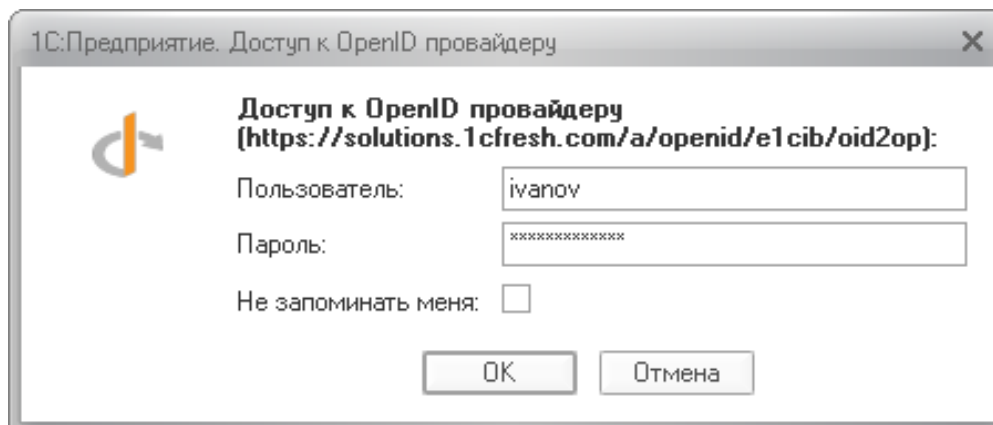 1С:Предприятие. Доступ к OpenID провайдеру
Доступ к OpenID провайдеру
(https://solutions.1cfresh.com/a/openid/e1cib/oid2op):
Пользователь: ivanov
Пароль: *************
Не запоминать меня:
OK Отмена